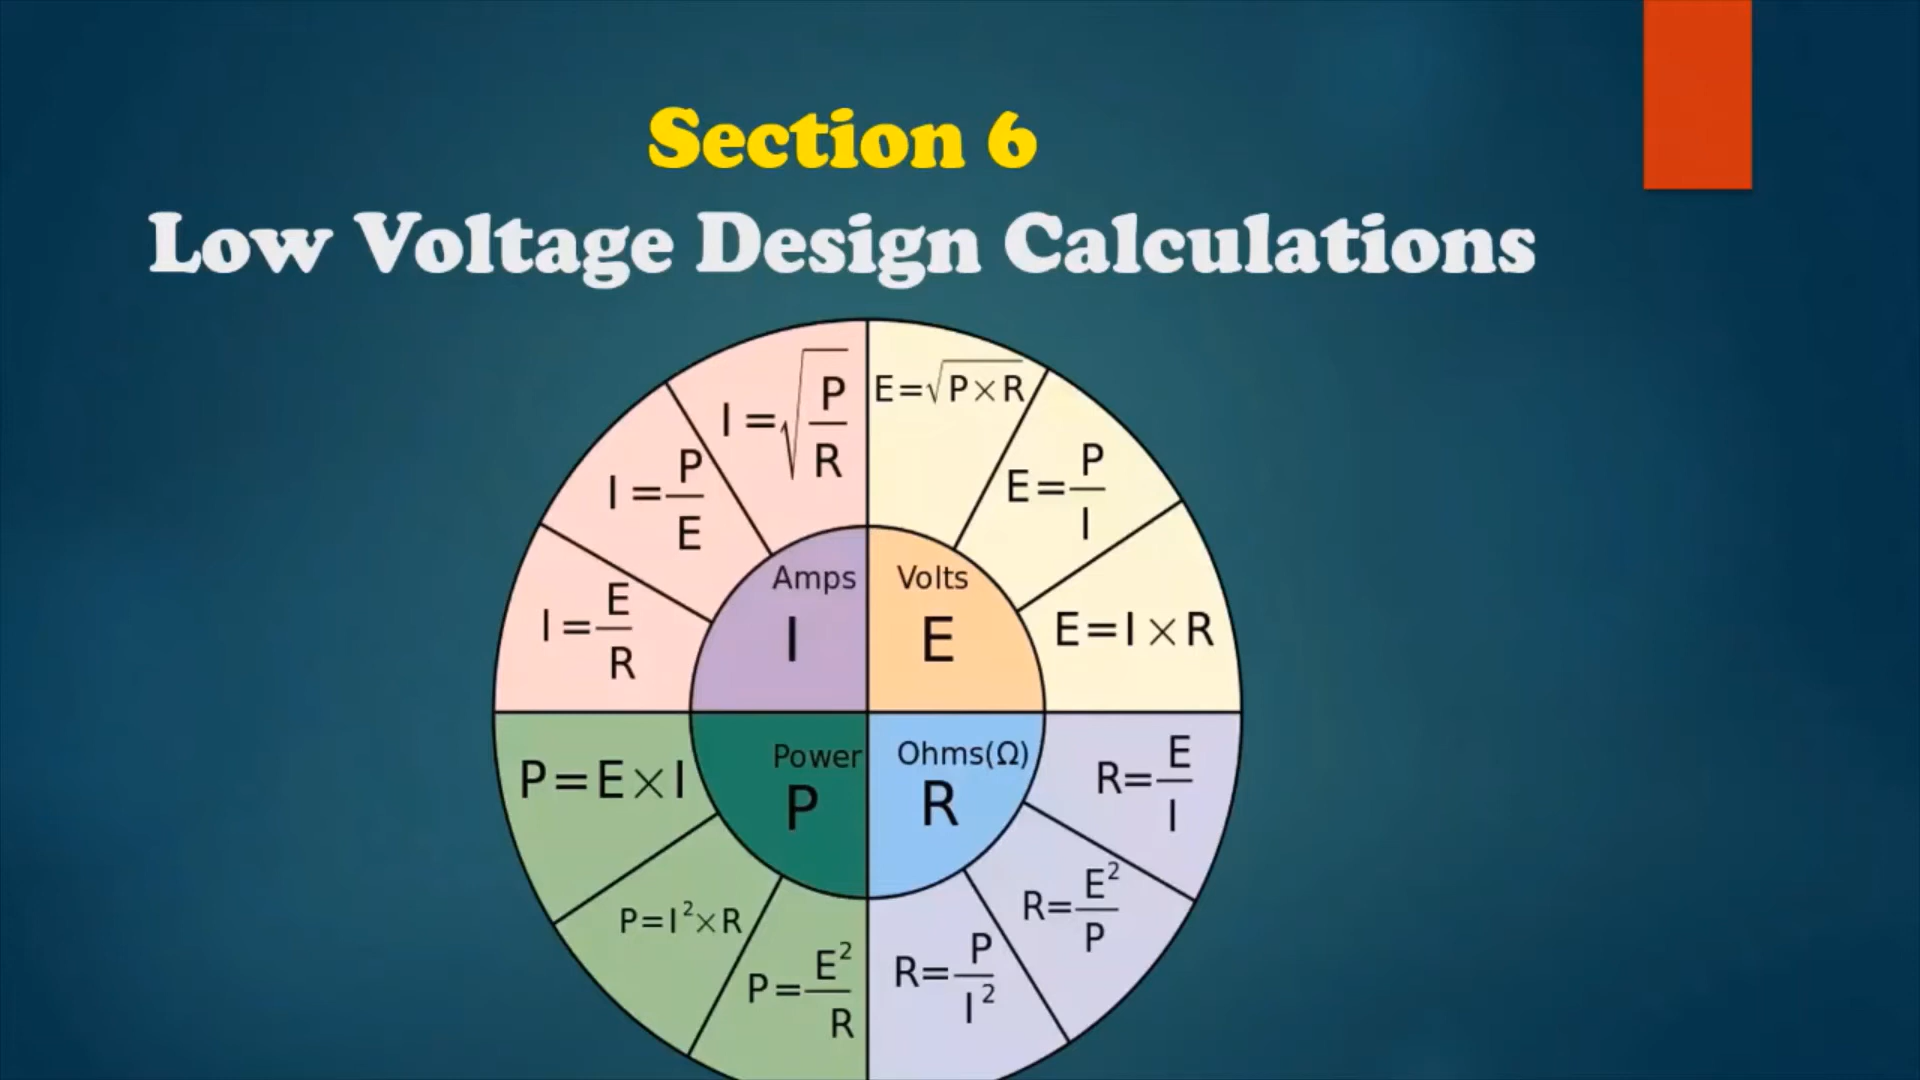 Section 6
Low Voltage Design Calculations
I = √(P/R)
E=√(P×R)
I = P/E
E = P/I
I = E/R
E=I×R
Amps
I
Volts
E
Power
P
Ohms(Ω)
R
P=E×I
R=E/I
P=I²×R
R=E²/P
P=E²/R
R=P/I²